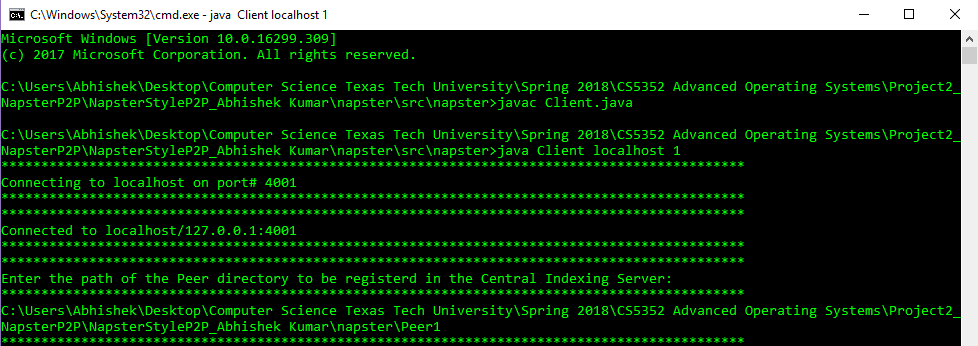 C:\Windows\System32\cmd.exe - java  Client localhost 1
Microsoft Windows [Version 10.0.16299.309]
(c) 2017 Microsoft Corporation. All rights reserved.
C:\Users\Abhishek\Desktop\Computer Science Texas Tech University\Spring 2018\CS5352 Advanced Operating Systems\Project2_
NapsterP2P\NapsterStyleP2P_Abhishek Kumar\napster\src\napster>javac Client.java
C:\Users\Abhishek\Desktop\Computer Science Texas Tech University\Spring 2018\CS5352 Advanced Operating Systems\Project2_
NapsterP2P\NapsterStyleP2P_Abhishek Kumar\napster\src\napster>java Client localhost 1
*********************************************************************************************
Connecting to localhost on port# 4001
*********************************************************************************************
*********************************************************************************************
Connected to localhost/127.0.0.1:4001
*********************************************************************************************
*********************************************************************************************
Enter the path of the Peer directory to be registerd in the Central Indexing Server:
*********************************************************************************************
C:\Users\Abhishek\Desktop\Computer Science Texas Tech University\Spring 2018\CS5352 Advanced Operating Systems\Project2_
NapsterP2P\NapsterStyleP2P_Abhishek Kumar\napster\Peer1
*********************************************************************************************